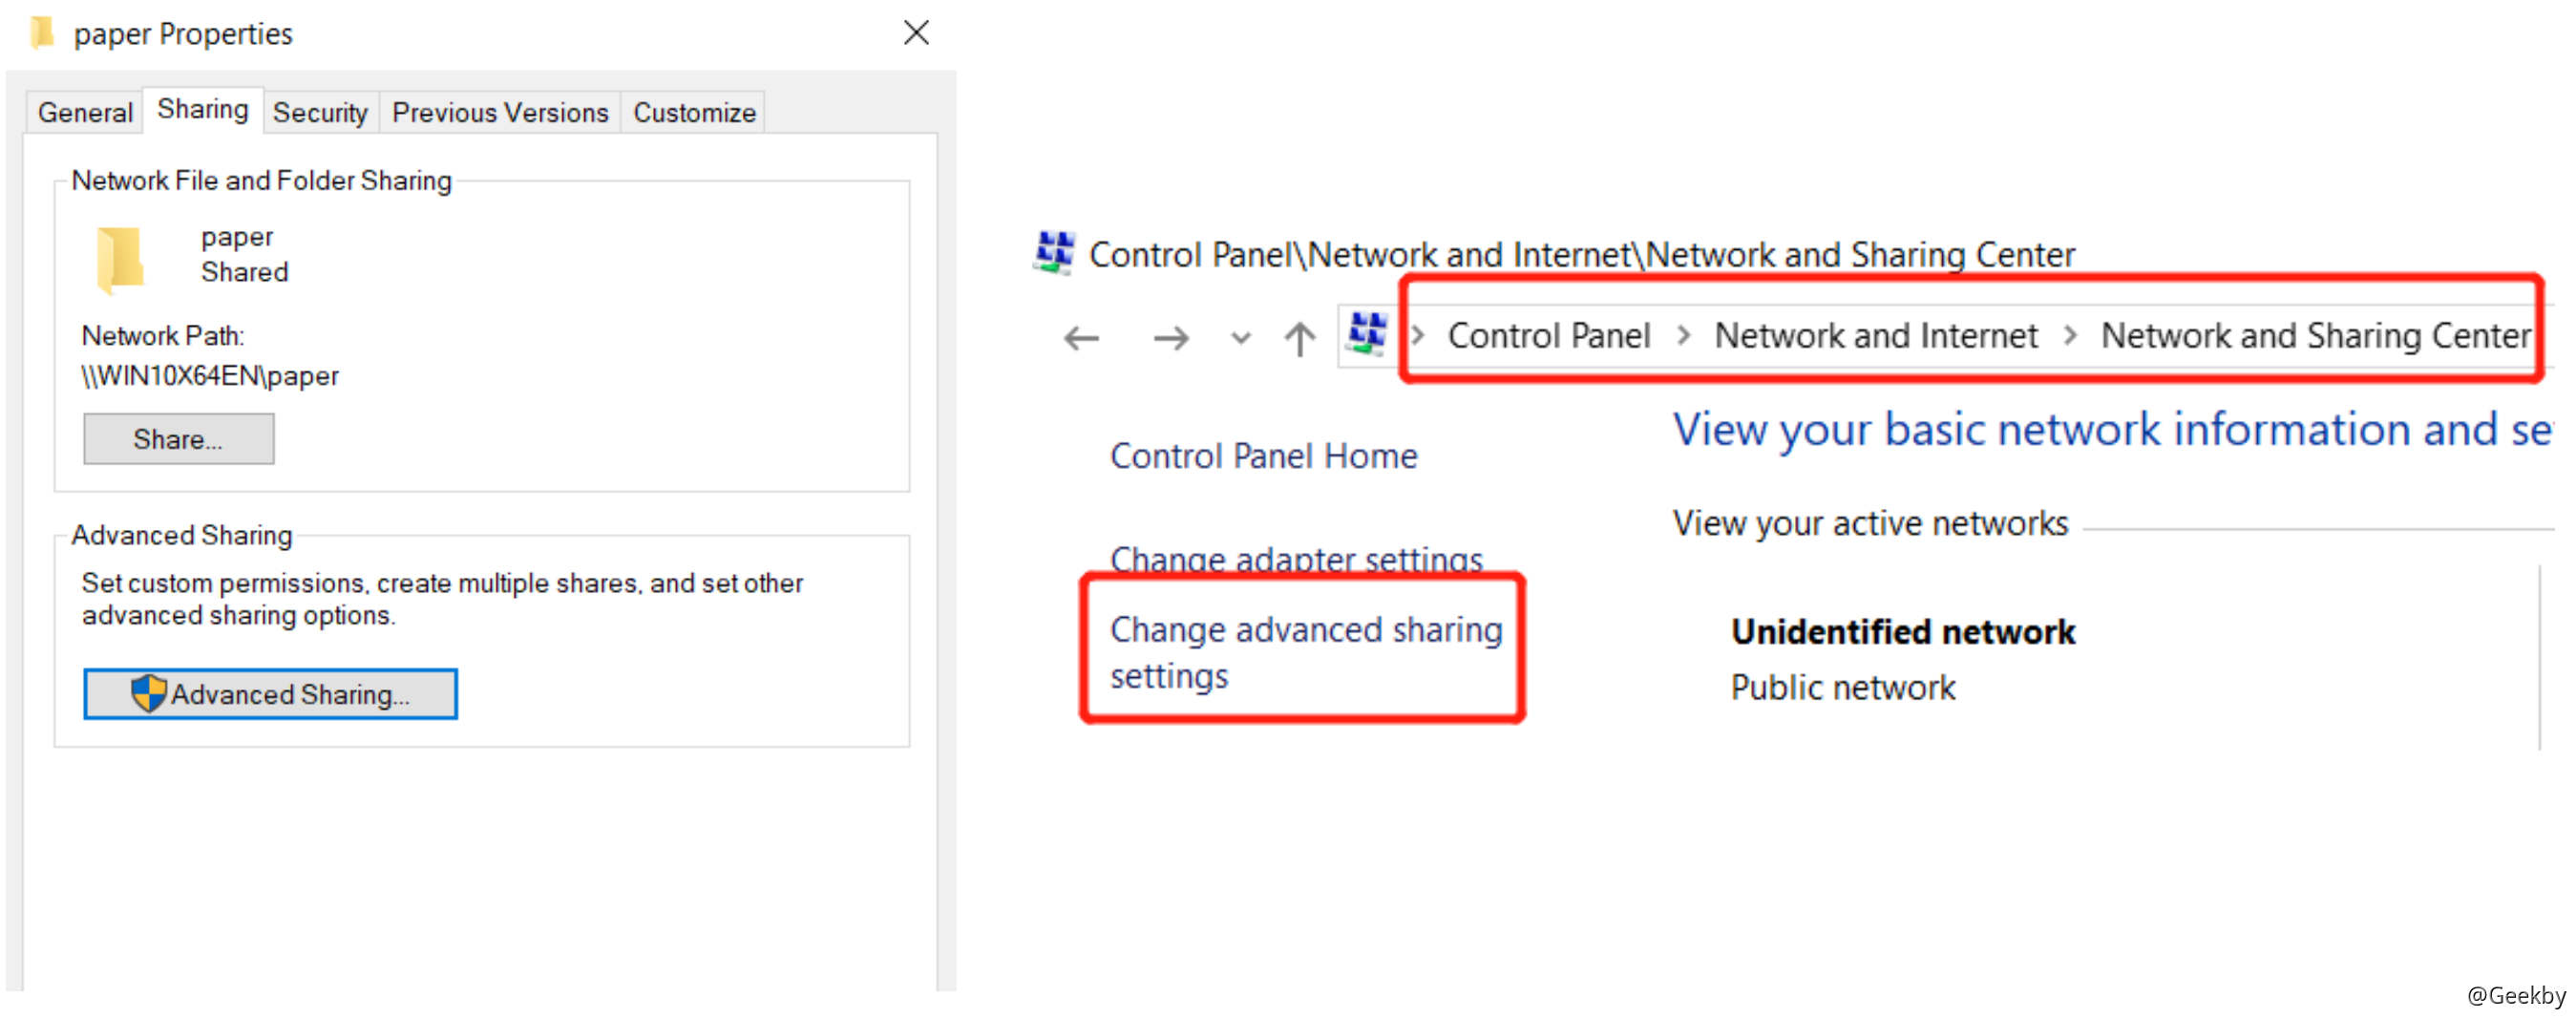 paper Properties
General Sharing Security Previous Versions Customize
Network File and Folder Sharing
paper
Shared
Network Path:
\\WIN10X64EN\paper
Share...
Advanced Sharing
Set custom permissions, create multiple shares, and set other
advanced sharing options.
Advanced Sharing...
Control Panel\Network and Internet\Network and Sharing Center
Control Panel > Network and Internet > Network and Sharing Center
Control Panel Home
Change adapter settings
Change advanced sharing
settings
View your basic network information and se
View your active networks
Unidentified network
Public network
@Geekby